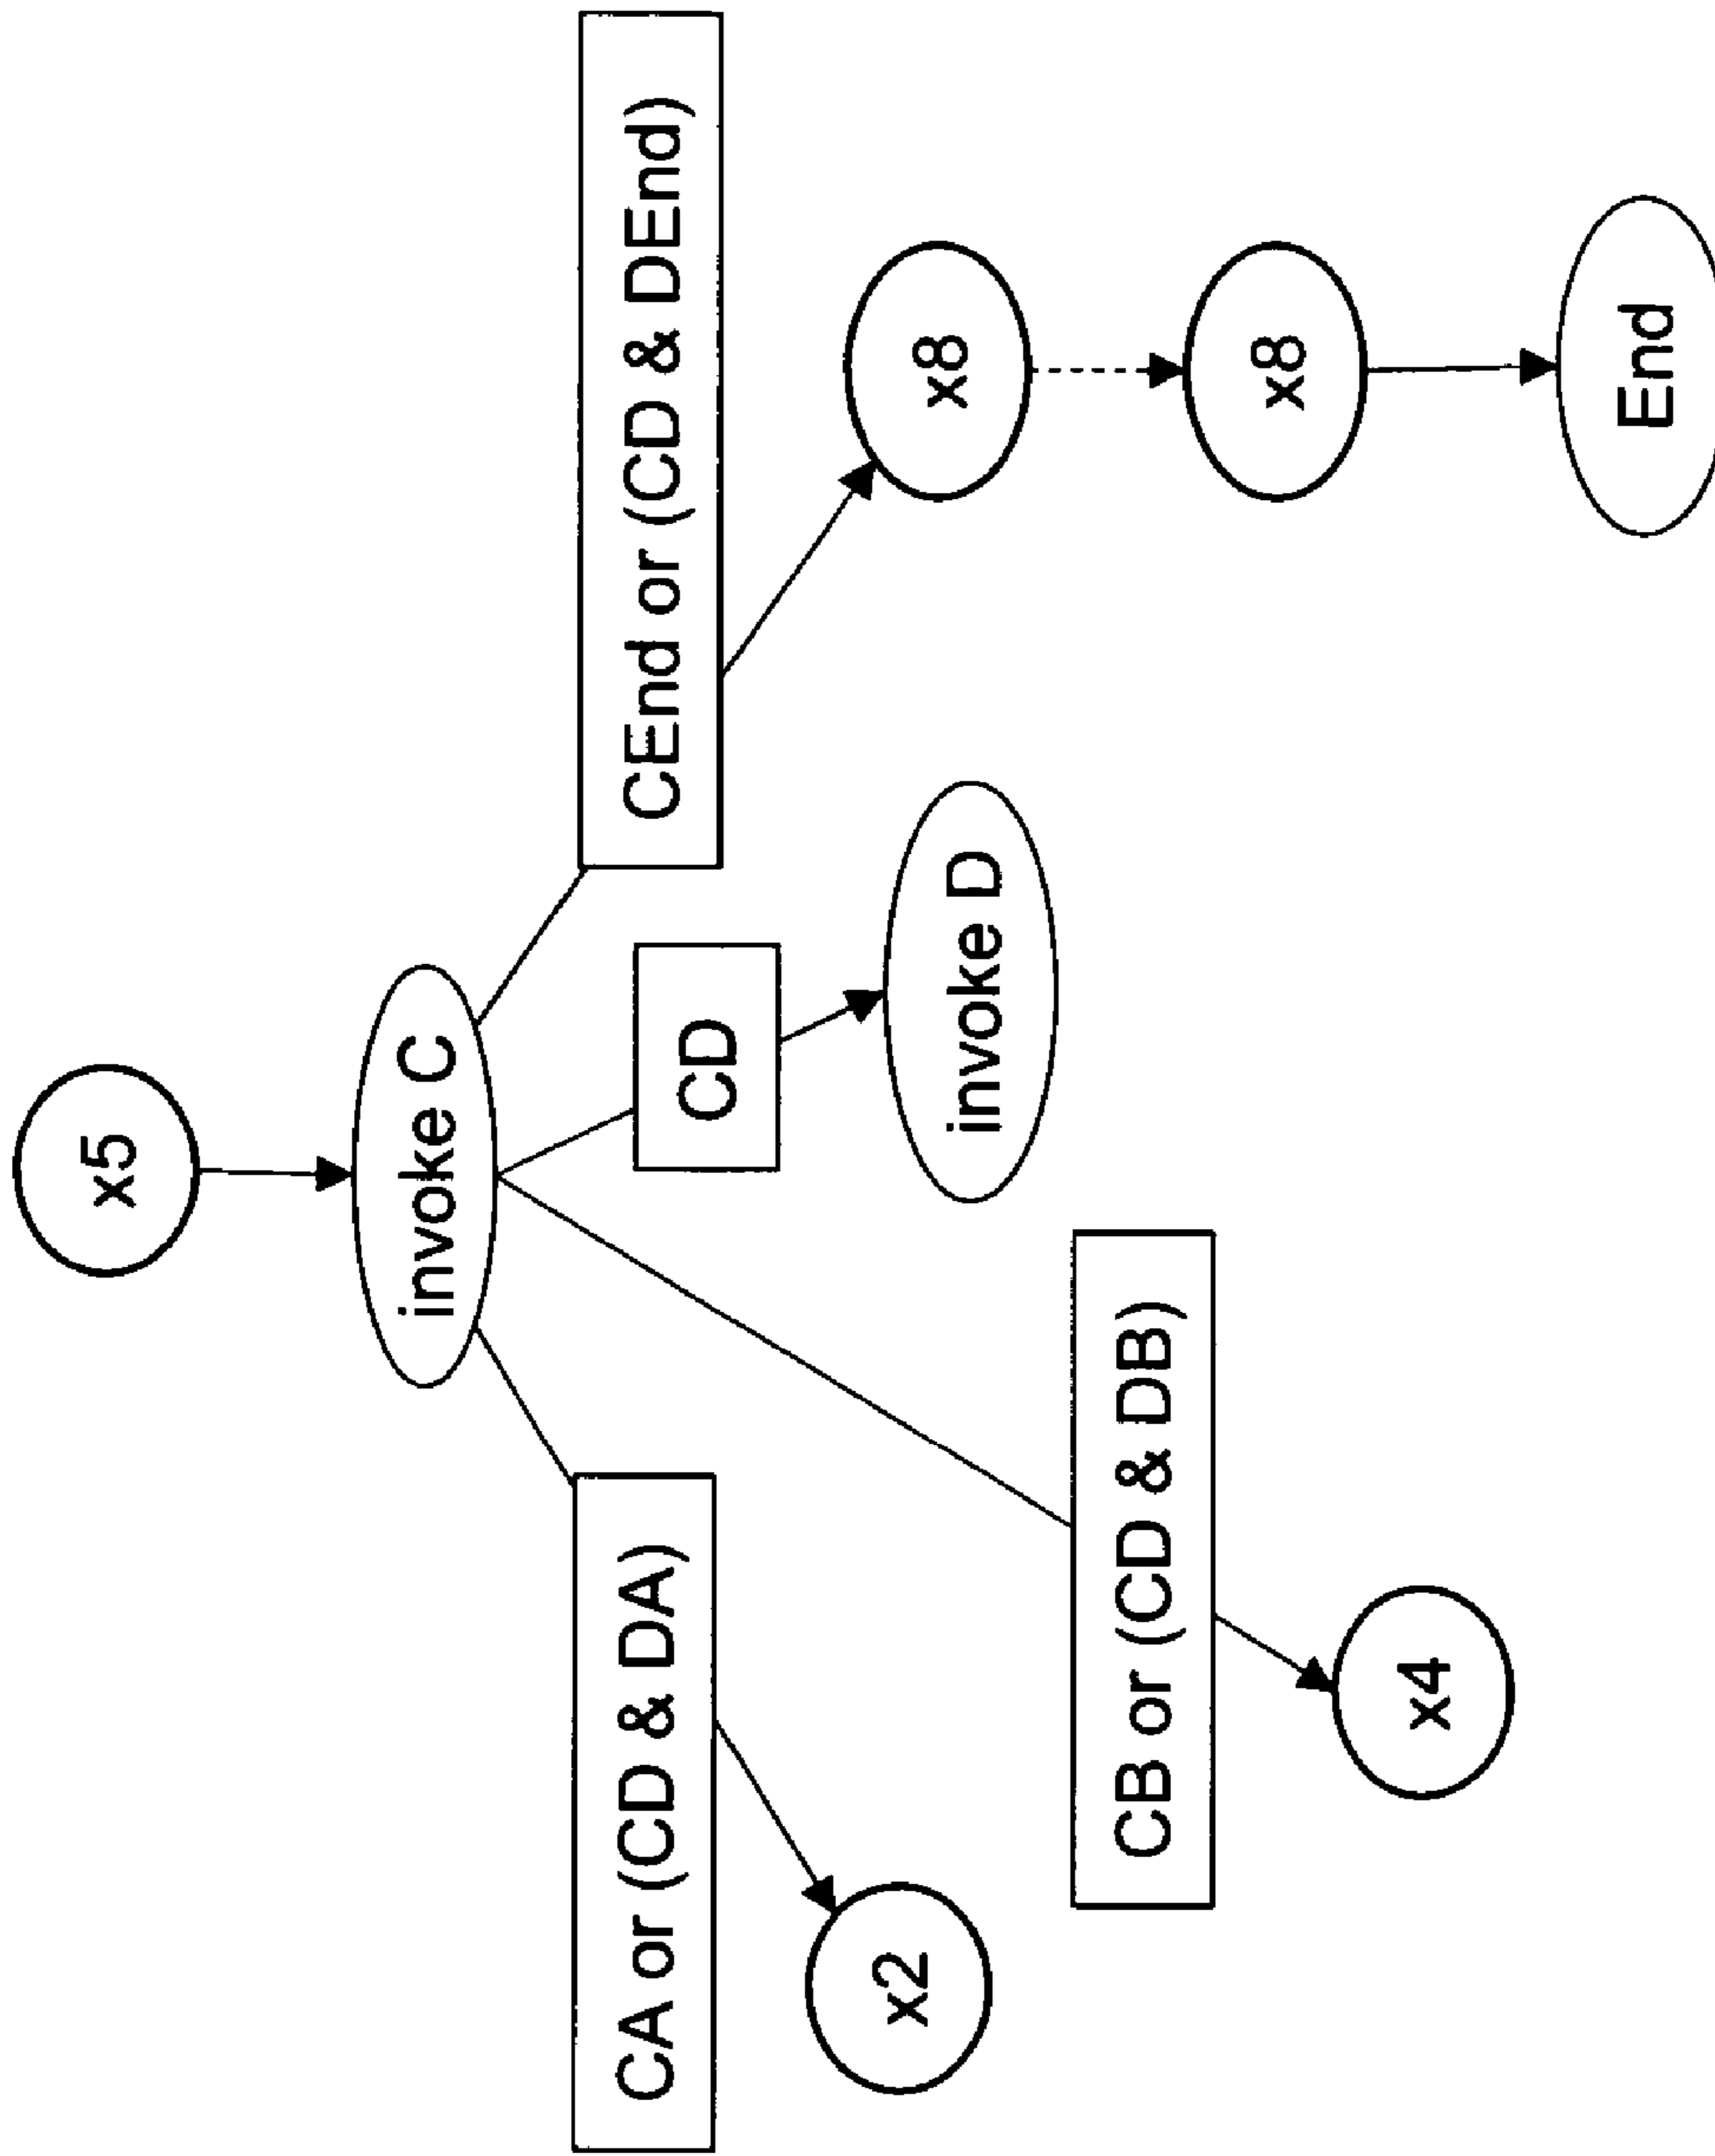 x5
invoke C
CA or (CD & DA)
CEnd or (CD & DEnd)
CD
x2
x8
invoke D
CB or (CD & DB)
x8
x4
End